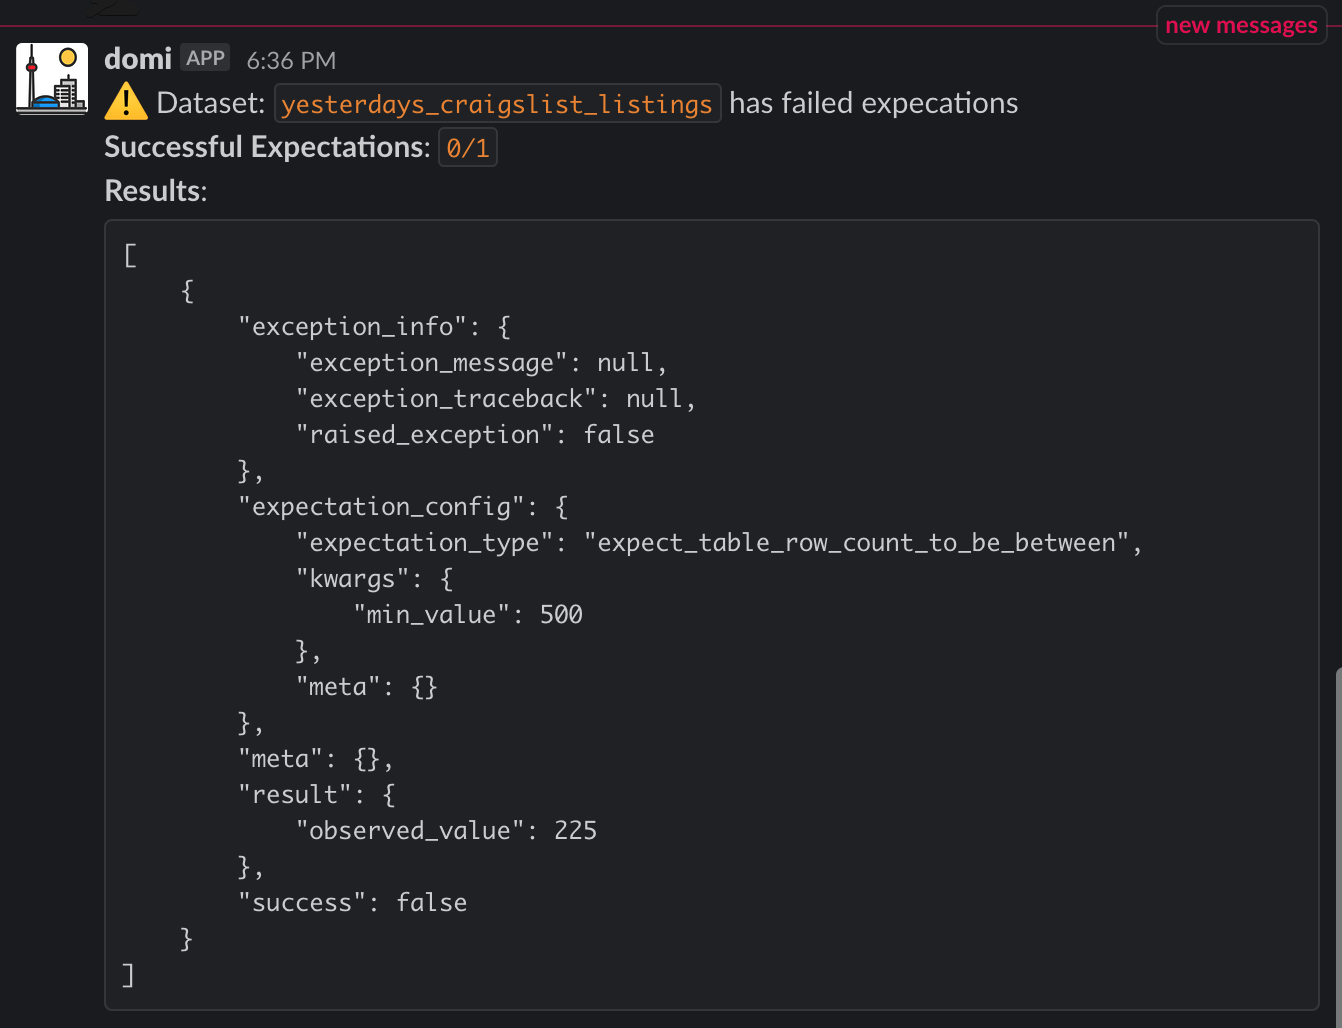 new messages
domi APP 6:36 PM
Dataset: yesterdays_craigslist_listings has failed expecations
Successful Expectations: 0/1
Results:
[
    {
        "exception_info": {
            "exception_message": null,
            "exception_traceback": null,
            "raised_exception": false
        },
        "expectation_config": {
            "expectation_type": "expect_table_row_count_to_be_between",
            "kwargs": {
                "min_value": 500
            },
            "meta": {}
        },
        "meta": {},
        "result": {
            "observed_value": 225
        },
        "success": false
    }
]